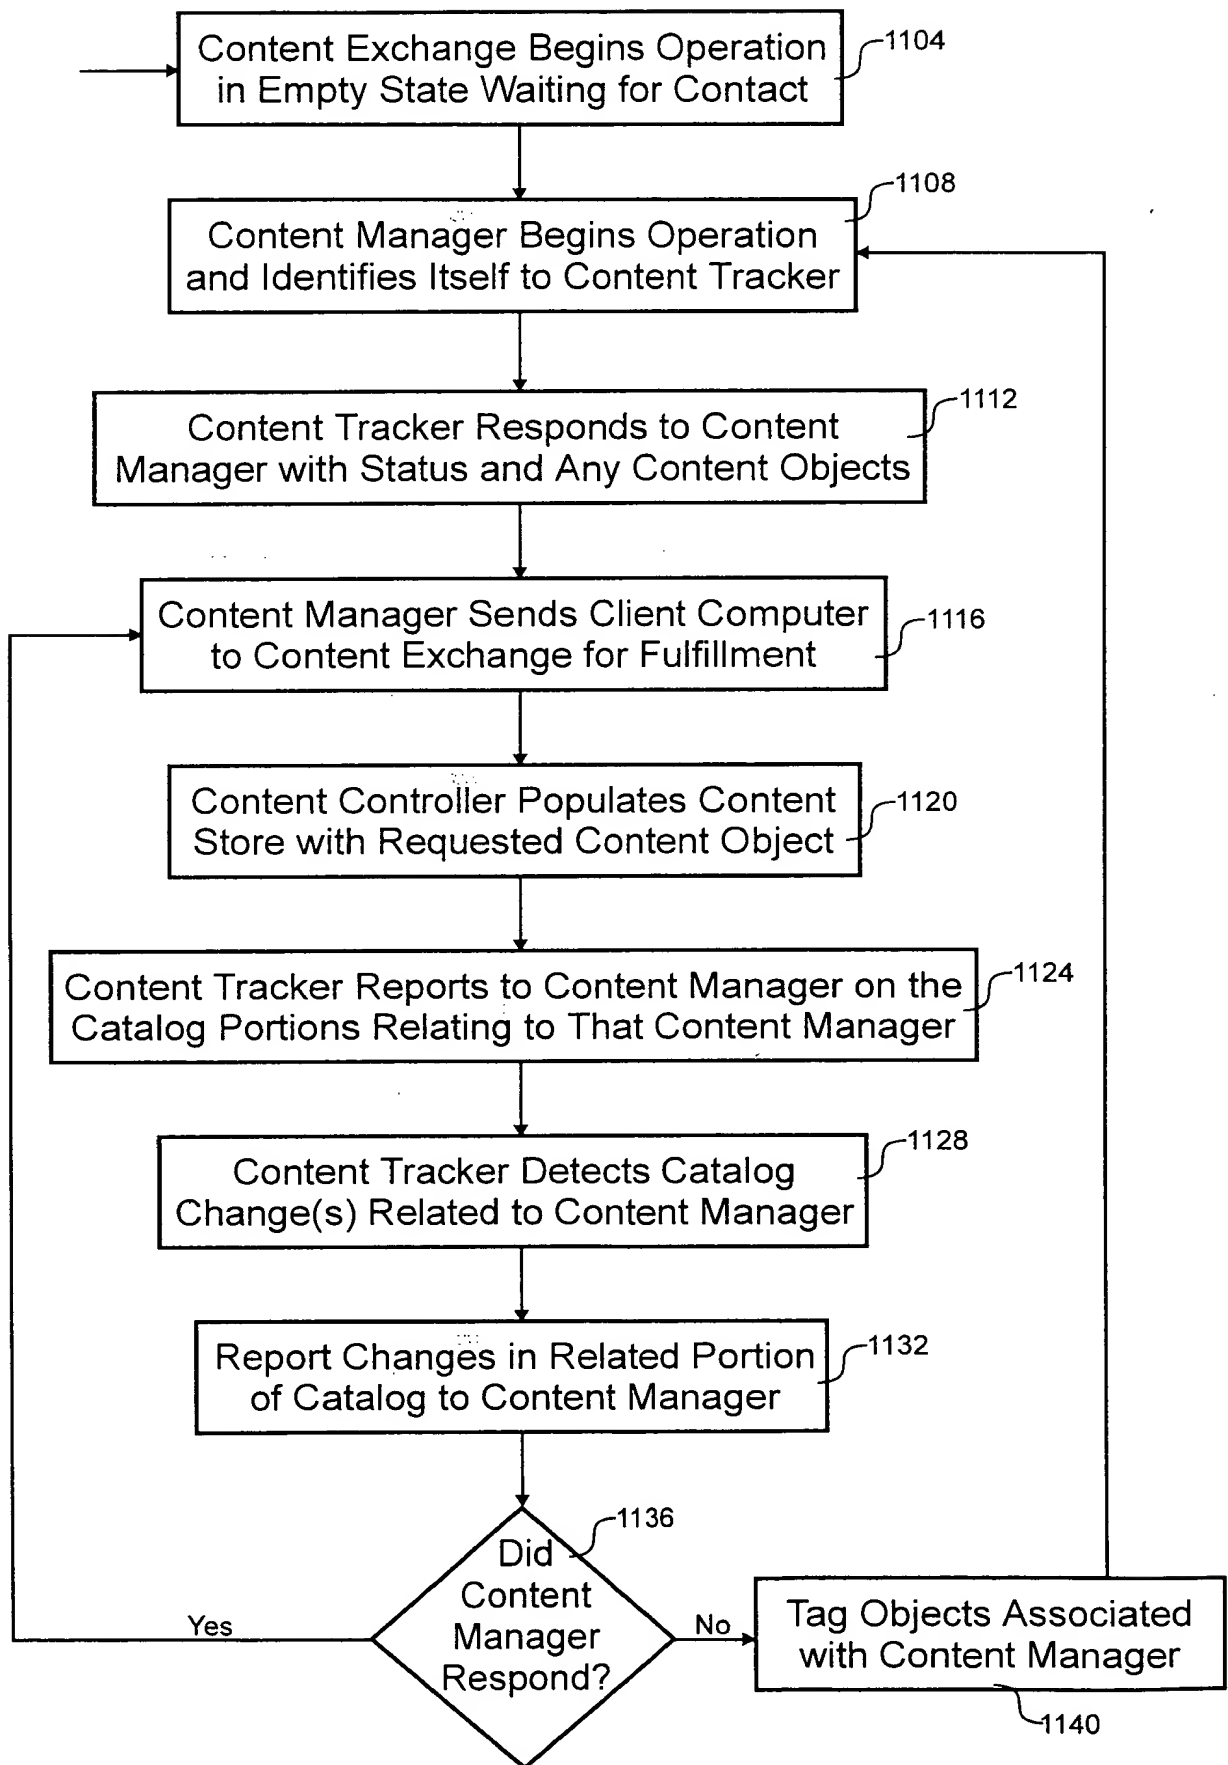 Content Exchange Begins Operation
in Empty State Waiting for Contact
1104
Content Manager Begins Operation
and Identifies Itself to Content Tracker
1108
Content Tracker Responds to Content
Manager with Status and Any Content Objects
1112
Content Manager Sends Client Computer
to Content Exchange for Fulfillment
1116
Content Controller Populates Content
Store with Requested Content Object
1120
Content Tracker Reports to Content Manager on the
Catalog Portions Relating to That Content Manager
1124
Content Tracker Detects Catalog
Change(s) Related to Content Manager
1128
Report Changes in Related Portion
of Catalog to Content Manager
1132
Did
Content
Manager
Respond?
1136
Yes
No
Tag Objects Associated
with Content Manager
1140